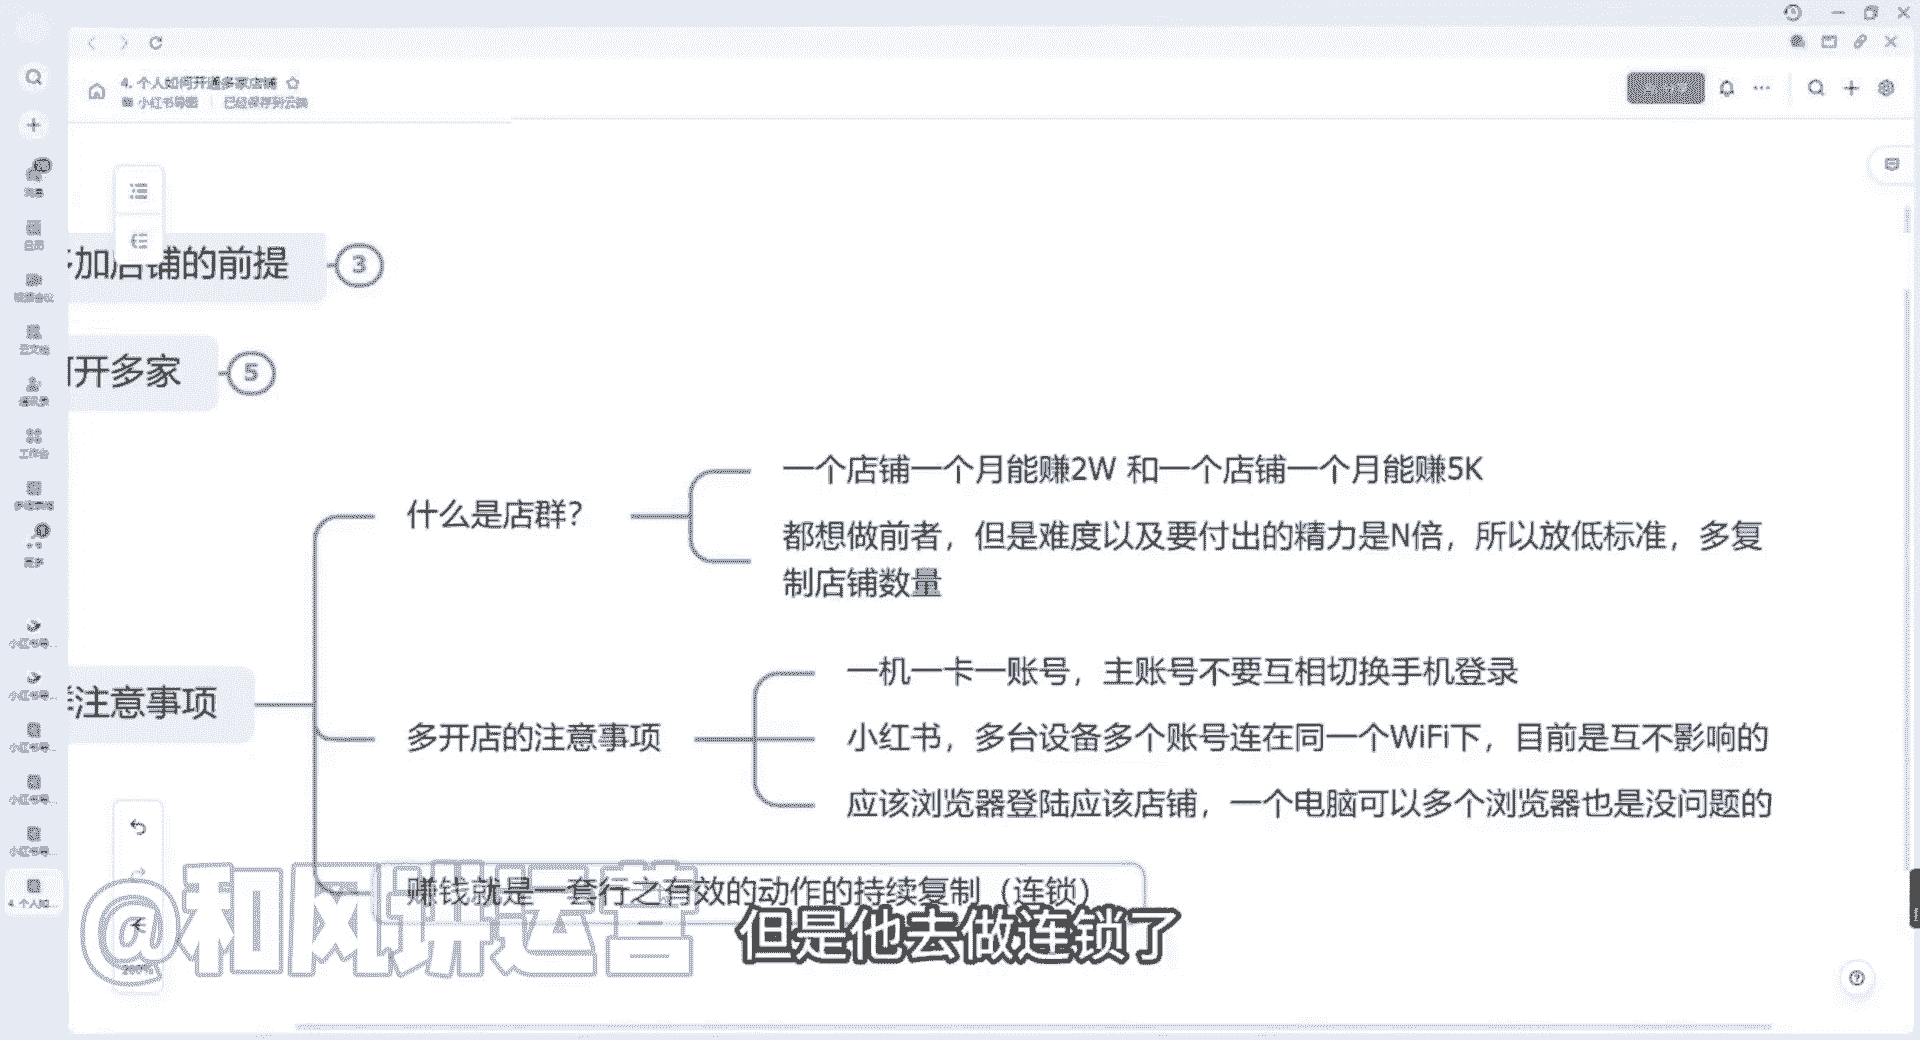 4. 个人如何开通多家店铺
小红书导图
已经保存到云端
加店铺的前提
3
开多家
5
什么是店群？
一个店铺一个月能赚2W 和一个店铺一个月能赚5K
都想做前者，但是难度以及要付出的精力是N倍，所以放低标准，多复
制店铺数量
注意事项
多开店的注意事项
一机一卡一账号，主账号不要互相切换手机登录
小红书，多台设备多个账号连在同一个WiFi下，目前是互不影响的
应该浏览器登陆应该店铺，一个电脑可以多个浏览器也是没问题的
赚钱就是一套行之有效的动作的持续复制（连锁）
@和风讲运营
但是他去做连锁了
工作台
4. 个人如...
200%